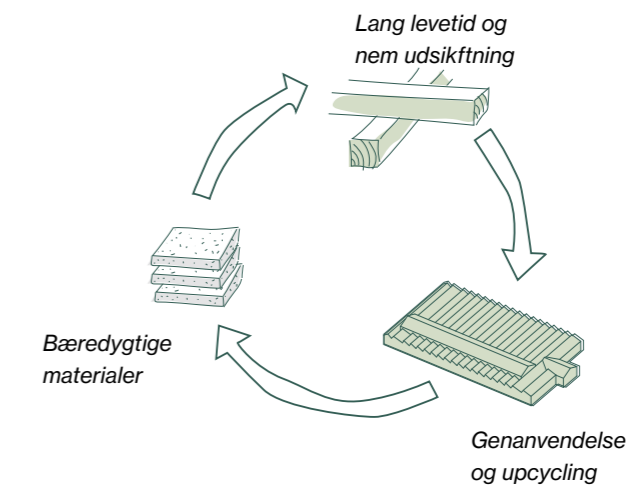 Lang levetid og
nem udsikftning
Bæredygtige
materialer
Genanvendelse
og upcycling